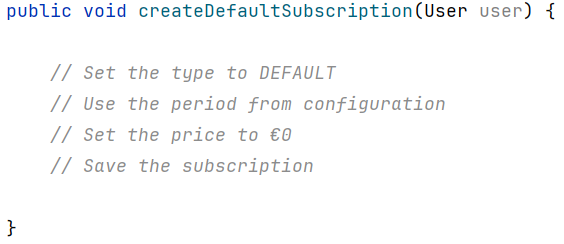 public void createDefaultSubscription(User user) {
// Set the type to DEFAULT
// Use the period from configuration
// Set the price to €0
// Save the subscription
}